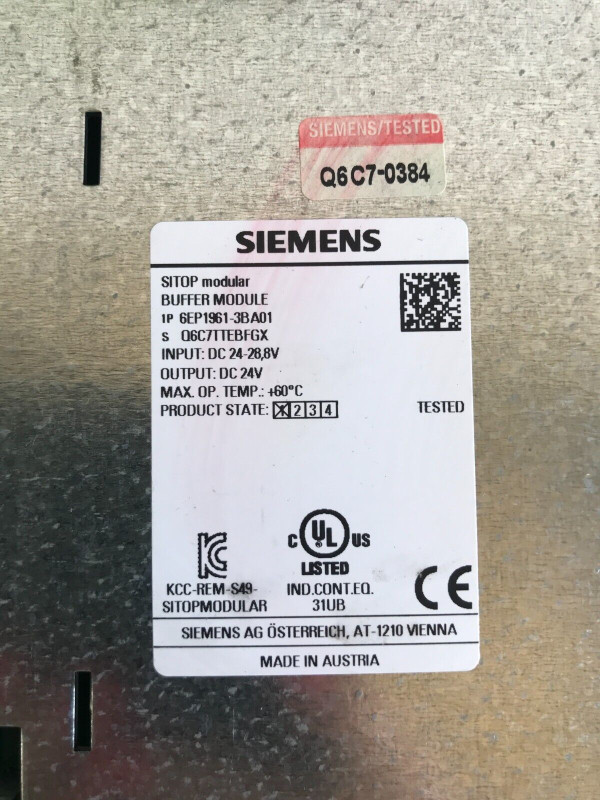 SIEMENS/TESTED
Q6C7-0384
SIEMENS
SITOP modular
BUFFER MODULE
1P 6EP1961-3BA01
S Q6C7TTEBFGX
INPUT: DC 24-28,8V
OUTPUT: DC 24V
MAX. OP. TEMP.: +60°C
PRODUCT STATE: X 2 3 4 TESTED
C UL US
LISTED
KCC-REM-S49-
SITOPMODULAR
IND.CONT.EQ.
31UB
CE
SIEMENS AG ÖSTERREICH, AT-1210 VIENNA
MADE IN AUSTRIA